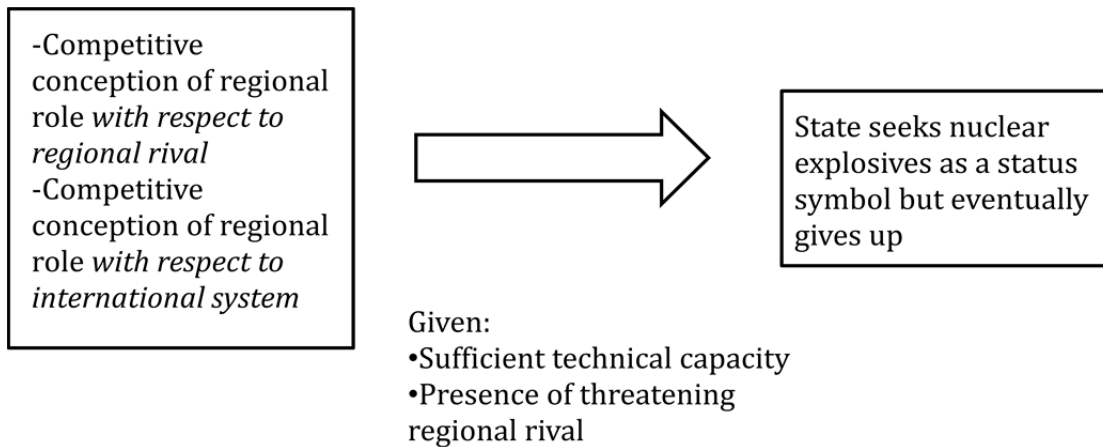 -Competitive
conception of regional
role with respect to
regional rival
-Competitive
conception of regional
role with respect to
international system
State seeks nuclear
explosives as a status
symbol but eventually
gives up
Given:
•Sufficient technical capacity
•Presence of threatening
regional rival